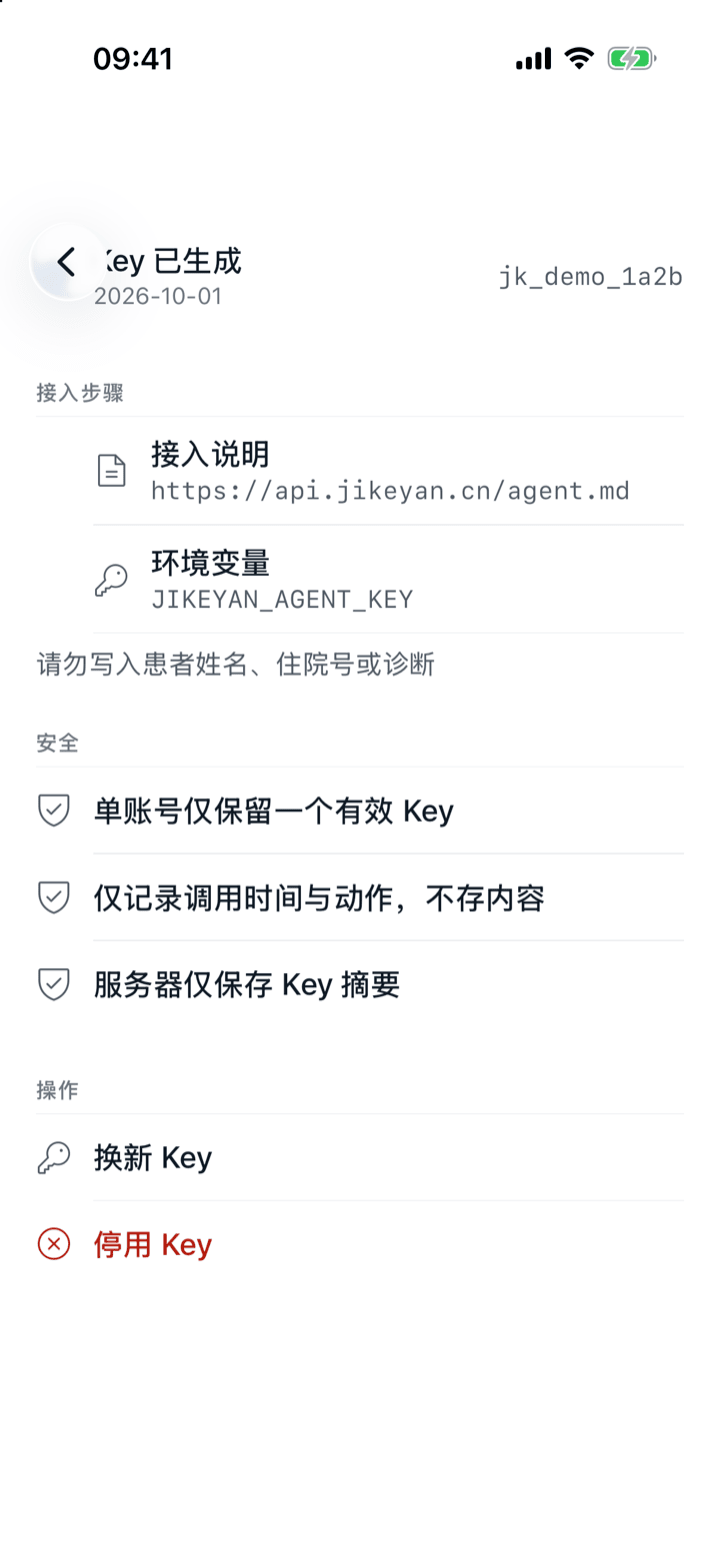 09:41
Key 已生成
2026-10-01
jk_demo_1a2b
接入步骤
接入说明
https://api.jikeyan.cn/agent.md
环境变量
JIKEYAN_AGENT_KEY
请勿写入患者姓名、住院号或诊断
安全
单账号仅保留一个有效 Key
仅记录调用时间与动作，不存内容
服务器仅保存 Key 摘要
操作
换新 Key
停用 Key